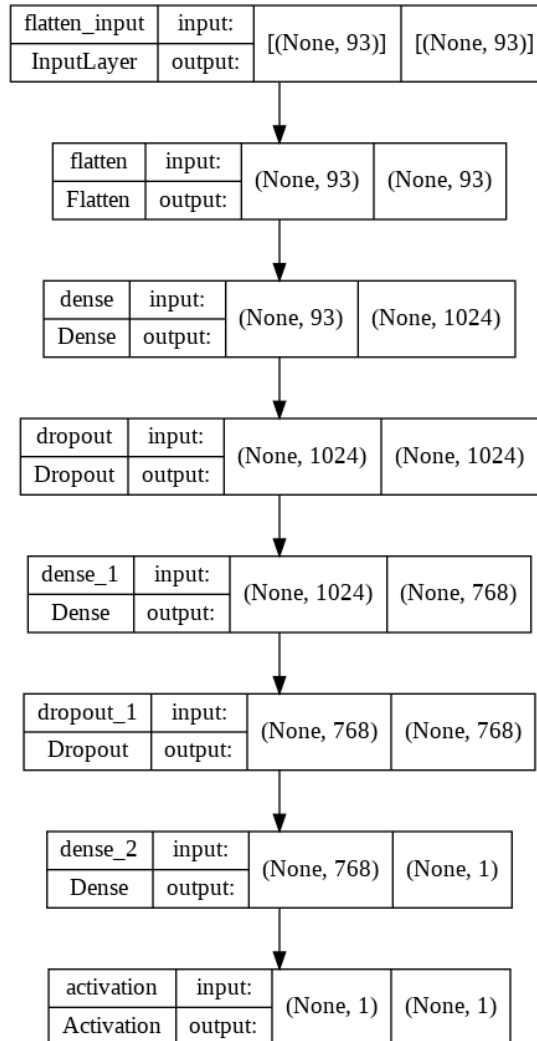 flatten_input input: [(None, 93)] [(None, 93)]
InputLayer output:
flatten input: (None, 93) (None, 93)
Flatten output:
dense input: (None, 93) (None, 1024)
Dense output:
dropout input: (None, 1024) (None, 1024)
Dropout output:
dense_1 input: (None, 1024) (None, 768)
Dense output:
dropout_1 input: (None, 768) (None, 768)
Dropout output:
dense_2 input: (None, 768) (None, 1)
Dense output:
activation input: (None, 1) (None, 1)
Activation output: